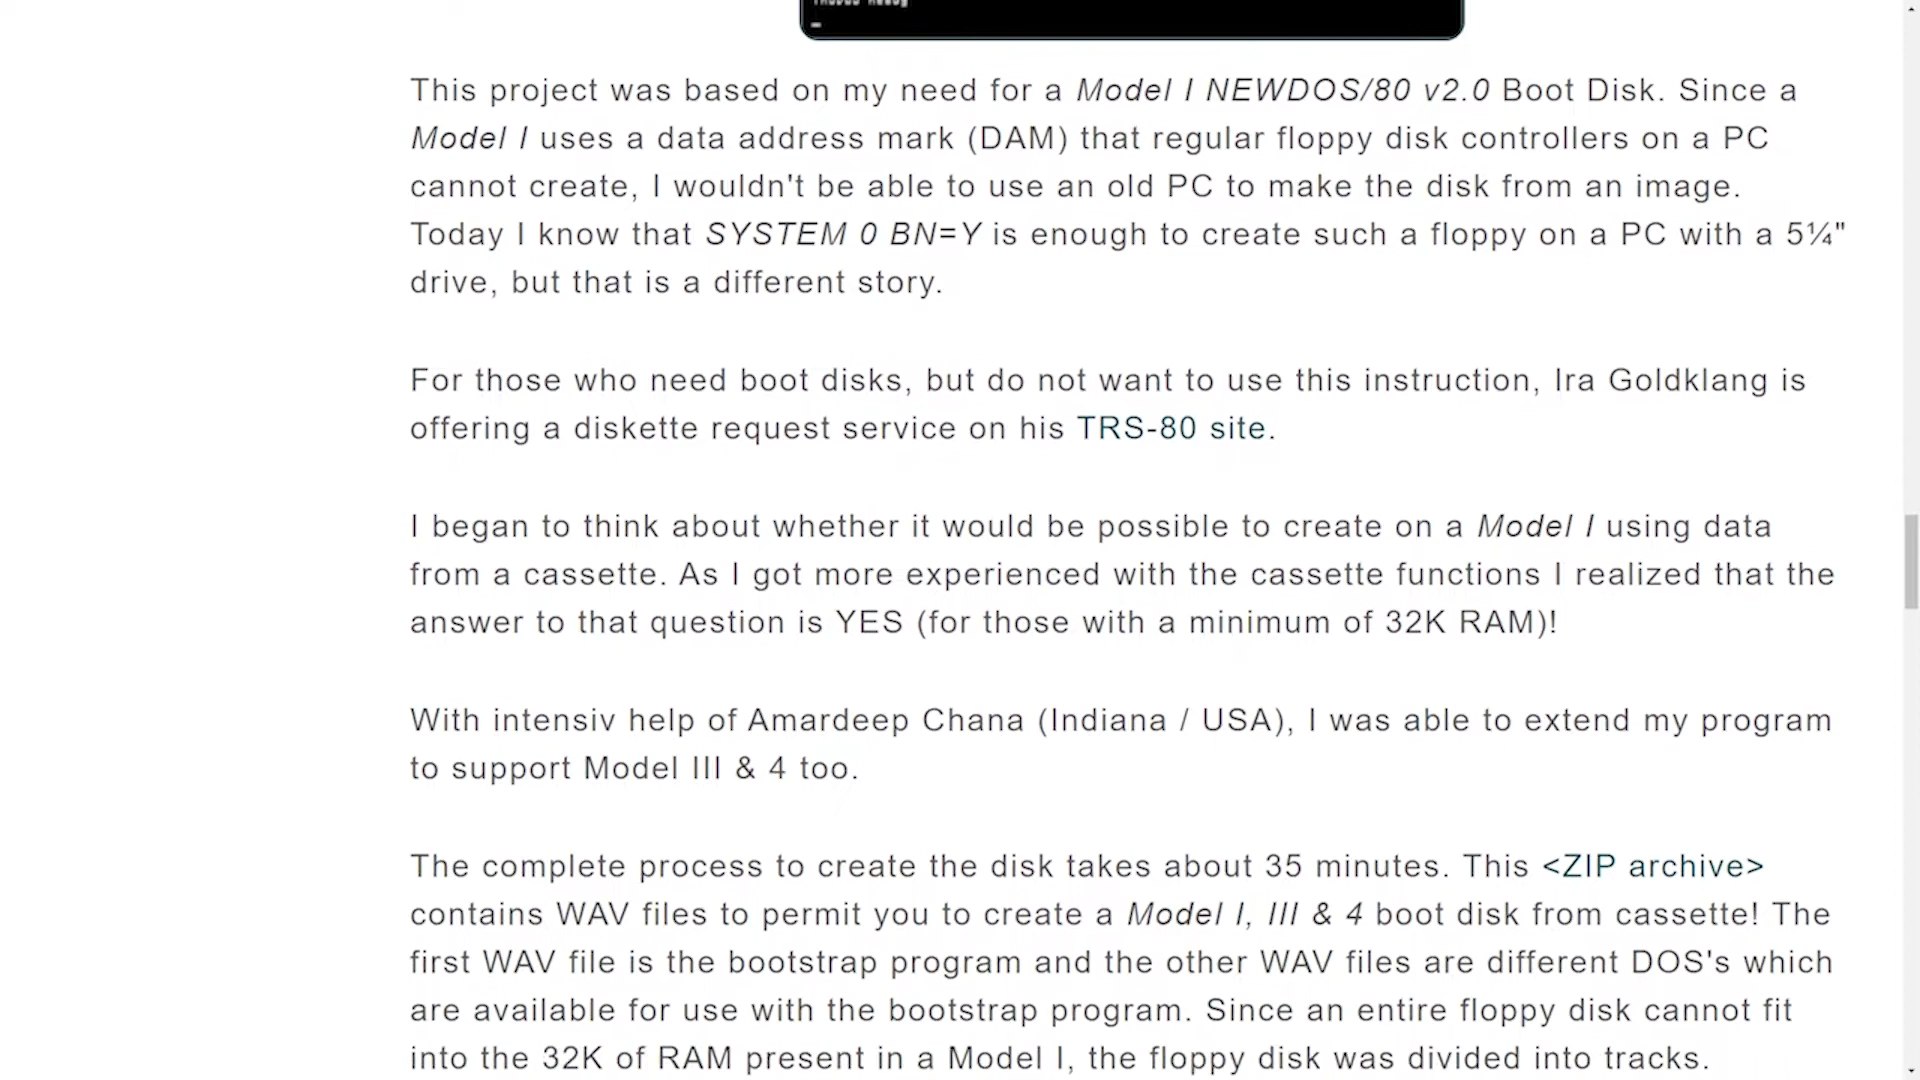 This project was based on my need for a Model I NEWDOS/80 v2.0 Boot Disk. Since a
Model I uses a data address mark (DAM) that regular floppy disk controllers on a PC
cannot create, I wouldn't be able to use an old PC to make the disk from an image.
Today I know that SYSTEM 0 BN=Y is enough to create such a floppy on a PC with a 5¼"
drive, but that is a different story.
For those who need boot disks, but do not want to use this instruction, Ira Goldklang is
offering a diskette request service on his TRS-80 site.
I began to think about whether it would be possible to create on a Model I using data
from a cassette. As I got more experienced with the cassette functions I realized that the
answer to that question is YES (for those with a minimum of 32K RAM)!
With intensiv help of Amardeep Chana (Indiana / USA), I was able to extend my program
to support Model III & 4 too.
The complete process to create the disk takes about 35 minutes. This <ZIP archive>
contains WAV files to permit you to create a Model I, III & 4 boot disk from cassette! The
first WAV file is the bootstrap program and the other WAV files are different DOS's which
are available for use with the bootstrap program. Since an entire floppy disk cannot fit
into the 32K of RAM present in a Model I, the floppy disk was divided into tracks.